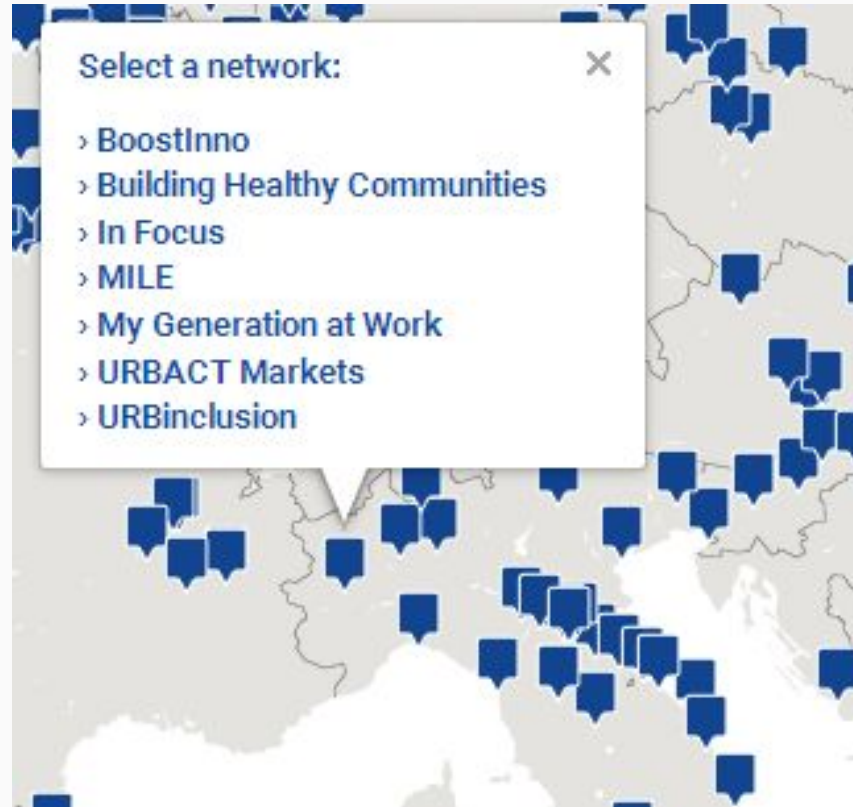 Select a network:
› BoostInno
› Building Healthy Communities
› In Focus
› MILE
› My Generation at Work
› URBACT Markets
› URBinclusion